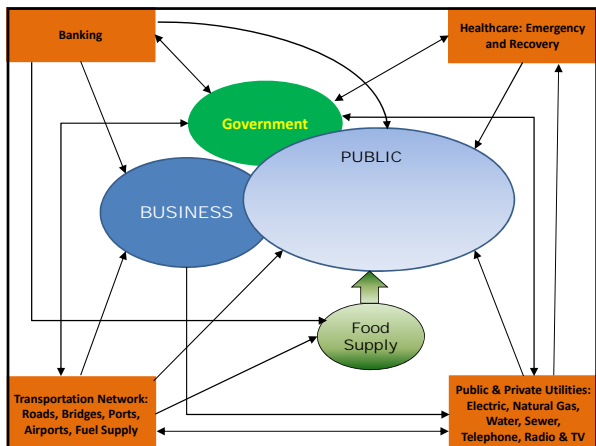 Banking
Healthcare: Emergency
and Recovery
Government
PUBLIC
BUSINESS
Food
Supply
Transportation Network:
Roads, Bridges, Ports,
Airports, Fuel Supply
Public & Private Utilities:
Electric, Natural Gas,
Water, Sewer,
Telephone, Radio & TV